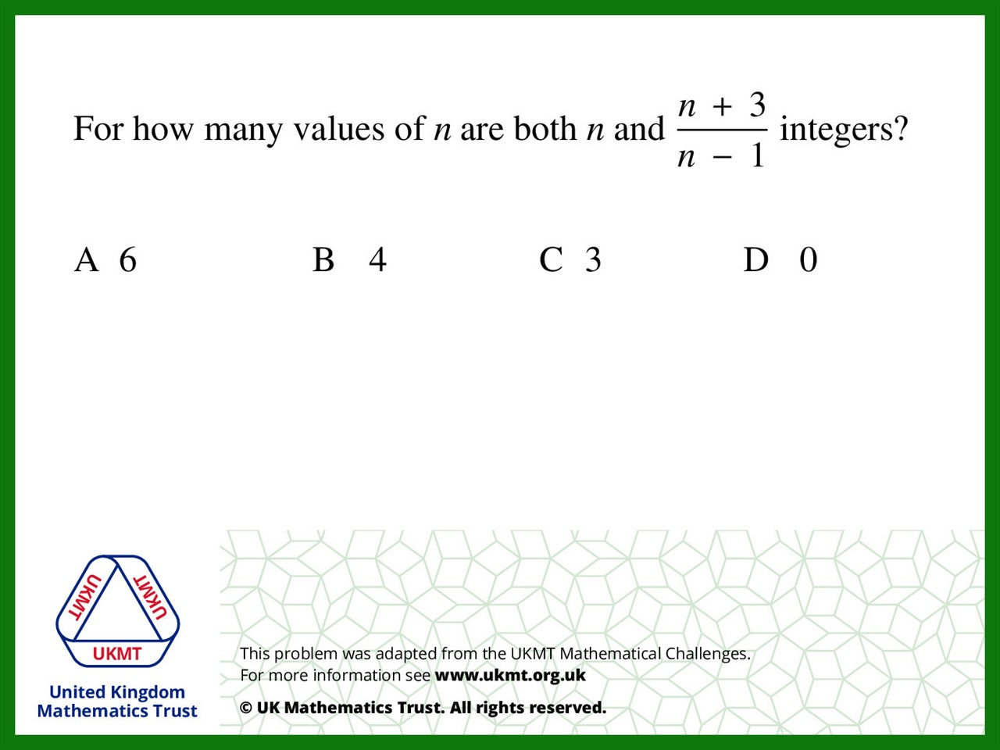 For how many values of n are both n and n + 3 / n − 1 integers?
A 6 B 4 C 3 D 0
UKMT
UKMT
UKMT
United Kingdom
Mathematics Trust
This problem was adapted from the UKMT Mathematical Challenges.
For more information see www.ukmt.org.uk
© UK Mathematics Trust. All rights reserved.